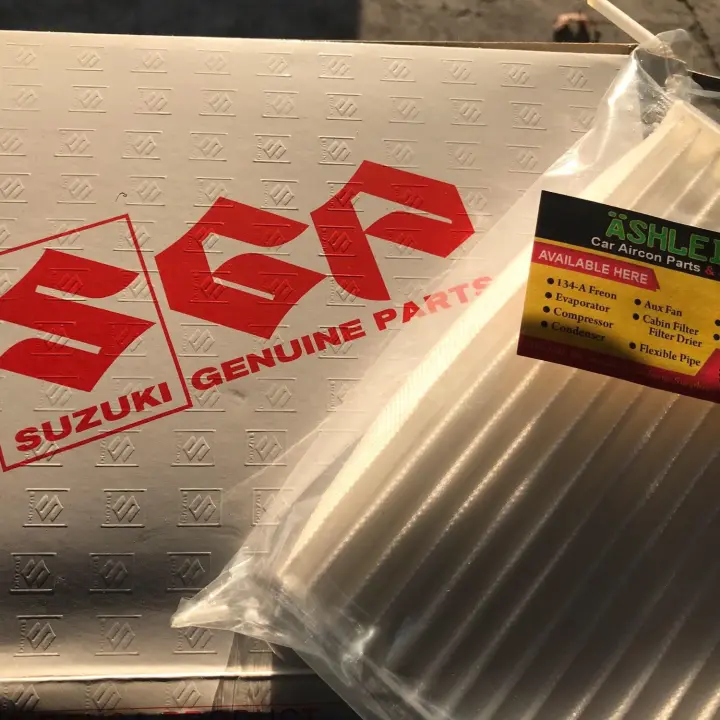 SGP
SUZUKI GENUINE PARTS
ÄSHLE
Car Aircon Parts &
AVAILABLE HERE
• 134-A Freon
• Evaporator
• Compressor
• Condenser
• Aux Fan
• Cabin Filter
Filter Drier
• Flexible Pipe